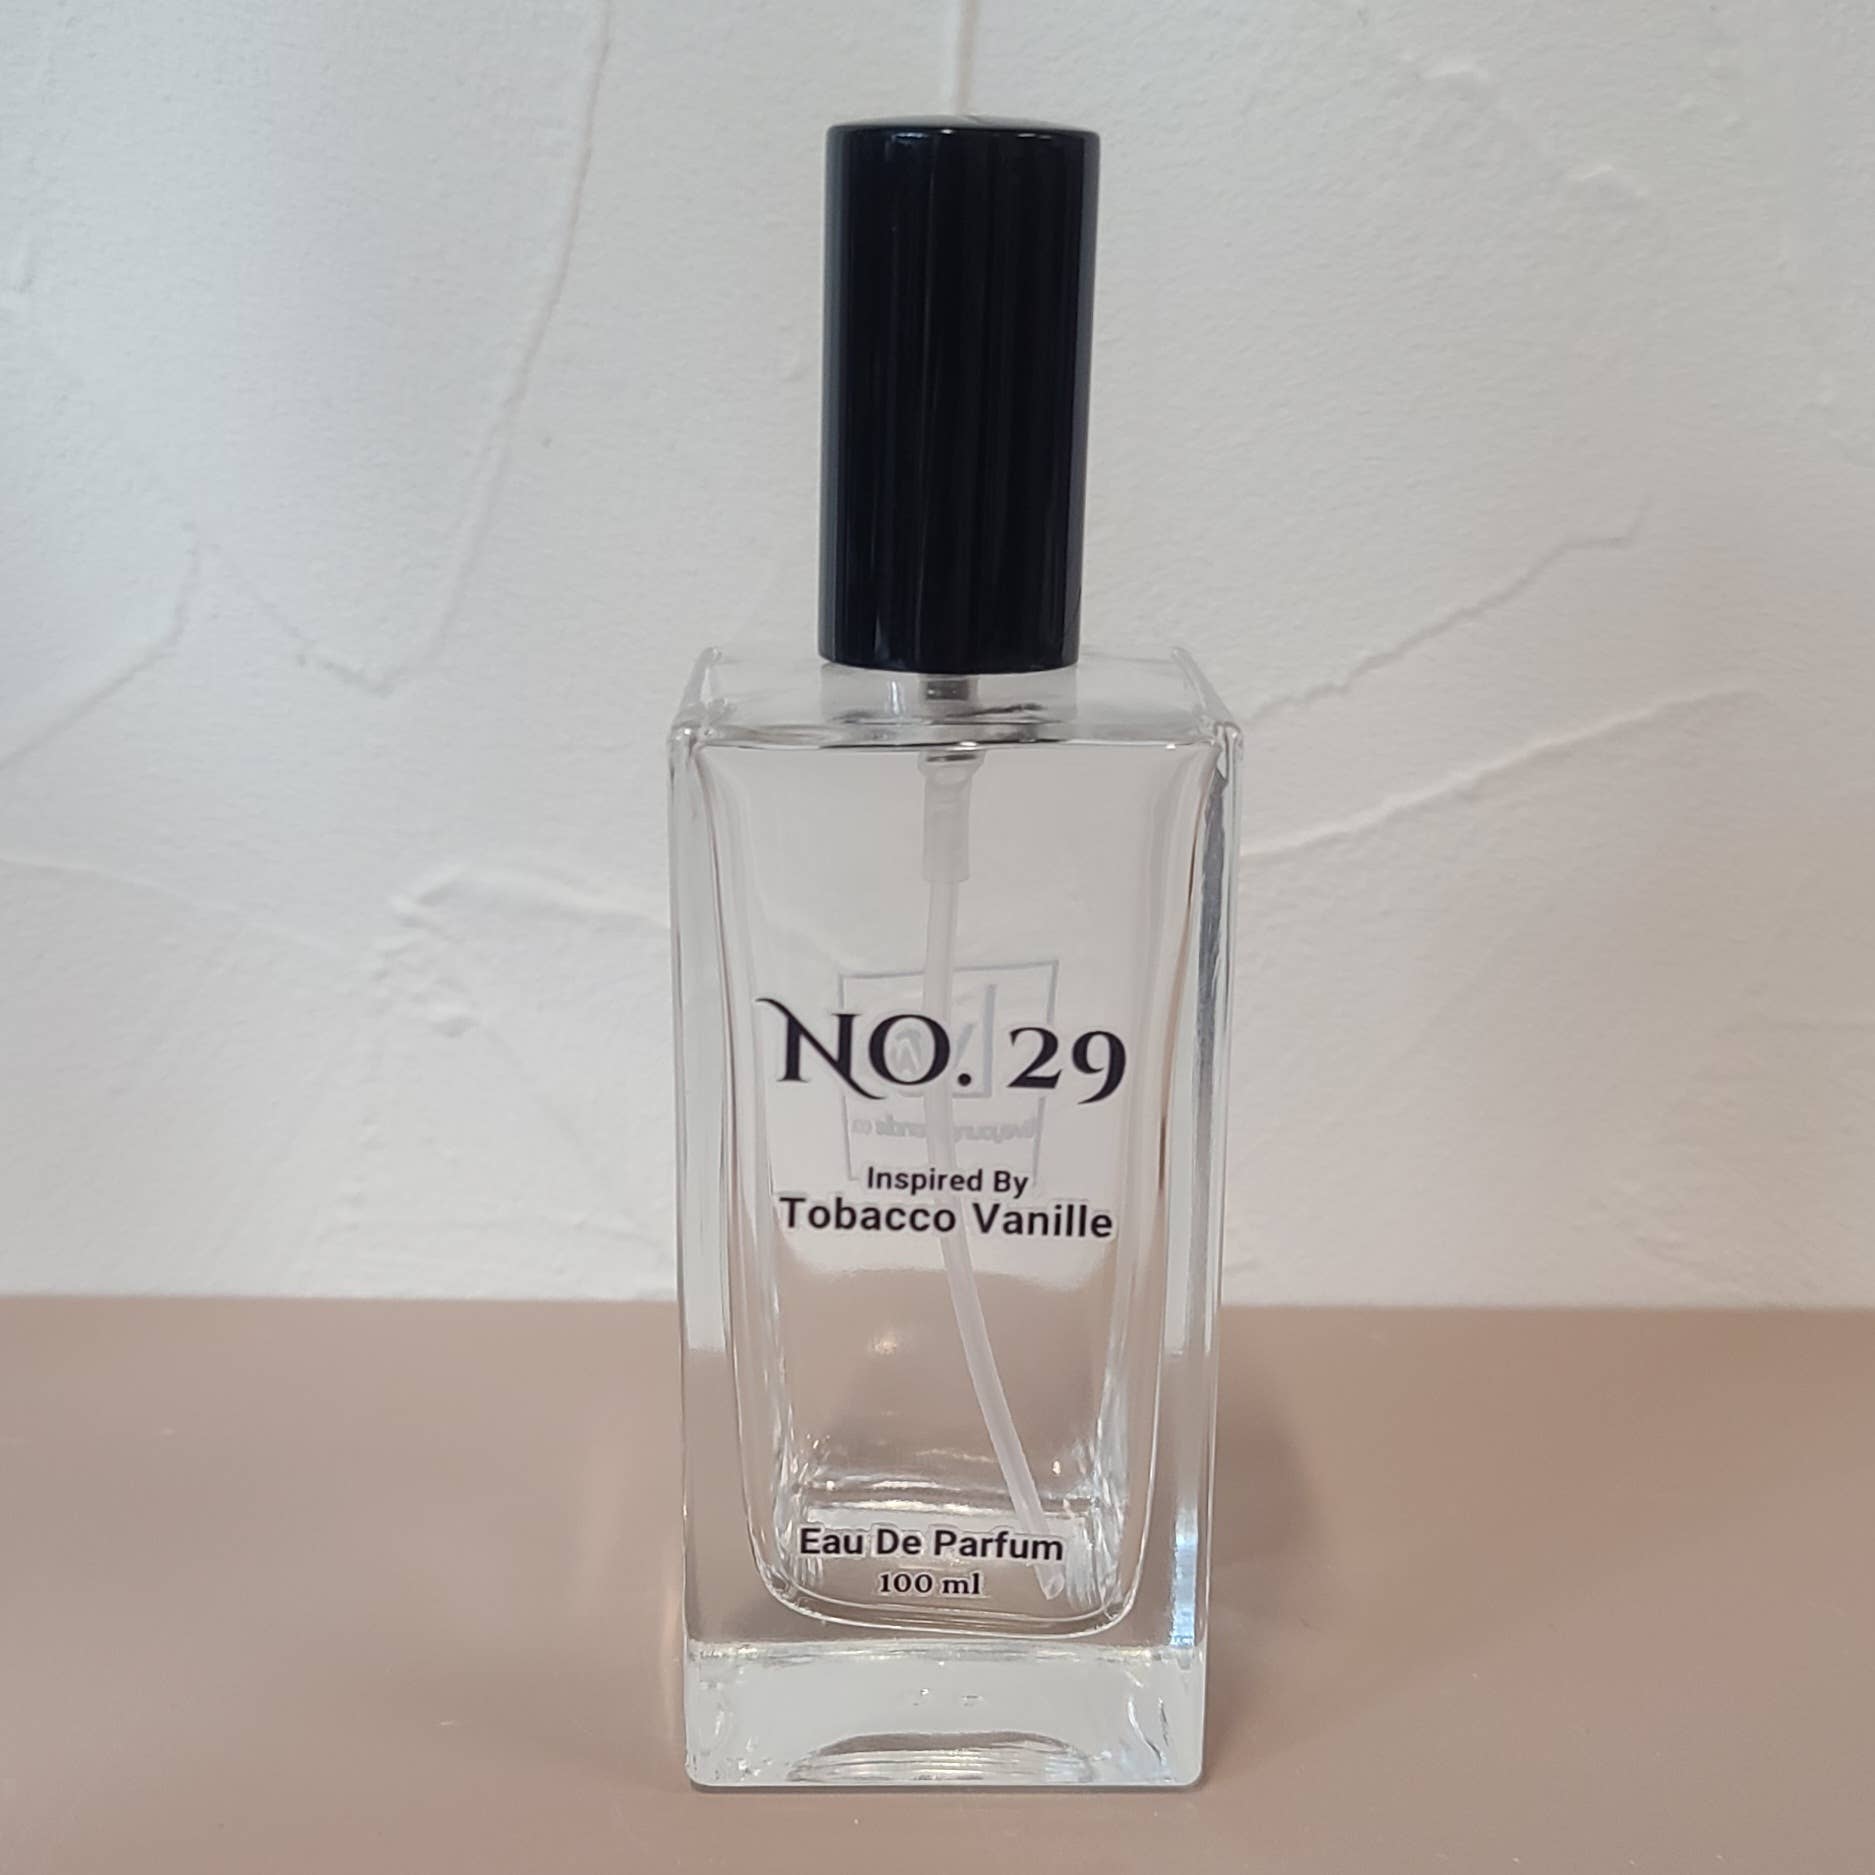 NO. 29
Inspired By
Tobacco Vanille
Eau De Parfum
100 ml